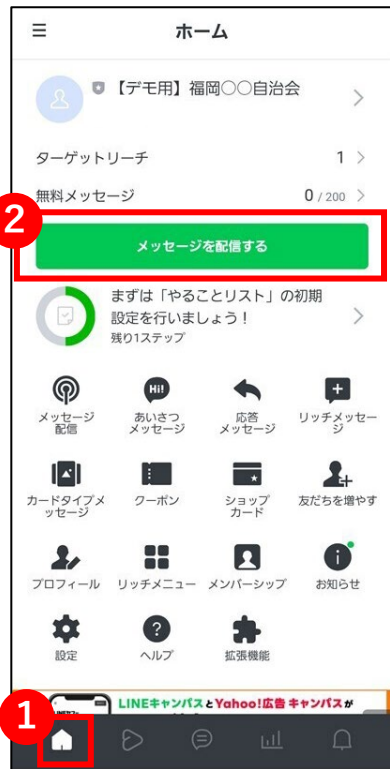 ホーム
【デモ用】福岡〇〇自治会
ターゲットリーチ 1
無料メッセージ 0 / 200
2
メッセージを配信する
まずは「やることリスト」の初期
設定を行いましょう！
残り1ステップ
Hi!
メッセージ
配信
あいさつ
メッセージ
応答
メッセージ
リッチメッセー
ジ
カードタイプメ
ッセージ
クーポン
ショップ
カード
友だちを増やす
プロフィール
リッチメニュー
メンバーシップ
お知らせ
設定
ヘルプ
拡張機能
1
LINEキャンパスとYahoo!広告 キャンパスが